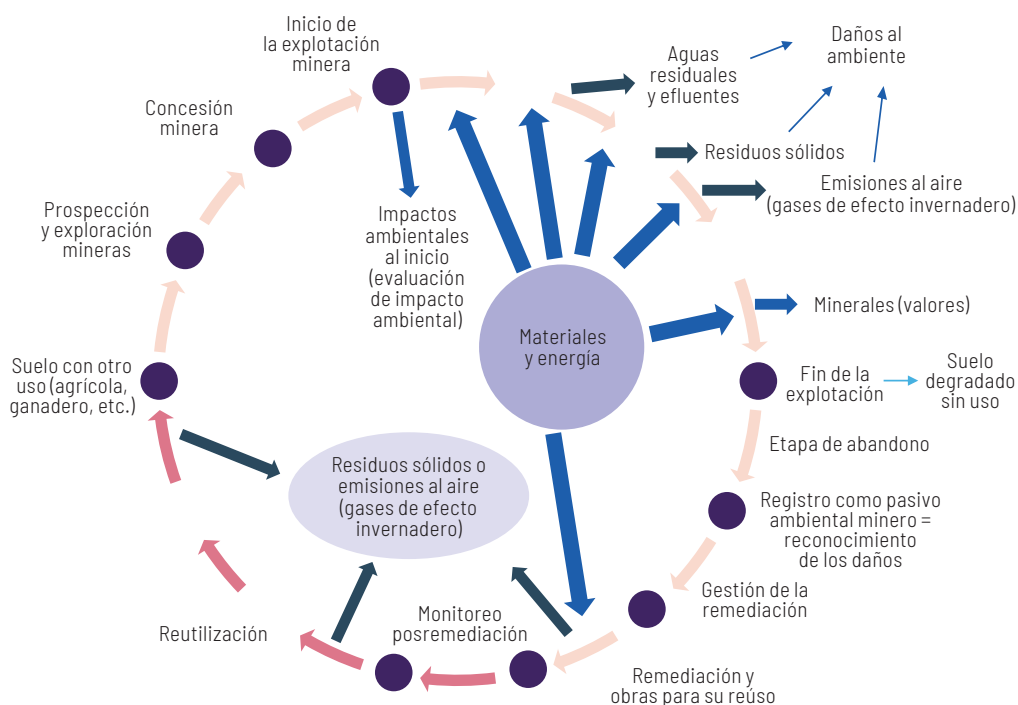 Inicio de
la explotación
minera
Concesión
minera
Prospección
y exploración
mineras
Suelo con otro
uso (agrícola,
ganadero, etc.)
Impactos
ambientales
al inicio
(evaluación
de impacto
ambiental)
Aguas
residuales
y efluentes
Daños al
ambiente
Residuos sólidos
Emisiones al aire
(gases de efecto invernadero)
Materiales
y energía
Minerales (valores)
Fin de la
explotación
Suelo
degradado
sin uso
Etapa de abandono
Registro como pasivo
ambiental minero =
reconocimiento
de los daños
Gestión de la
remediación
Remediación y
obras para su reúso
Monitoreo
posremediación
Reutilización
Residuos sólidos o
emisiones al aire
(gases de efecto
invernadero)